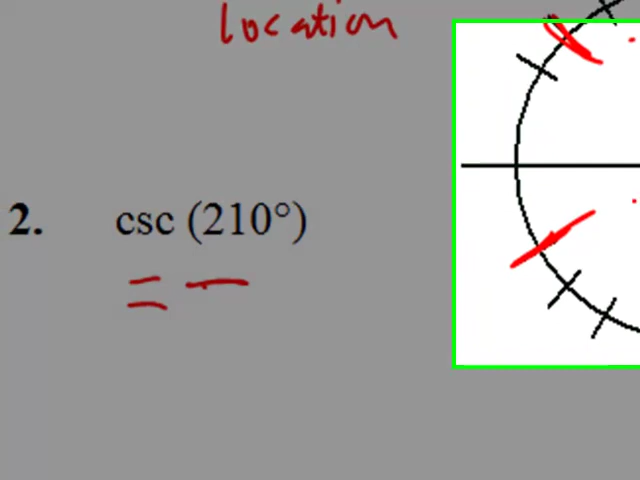 location
2. csc (210°)
= —